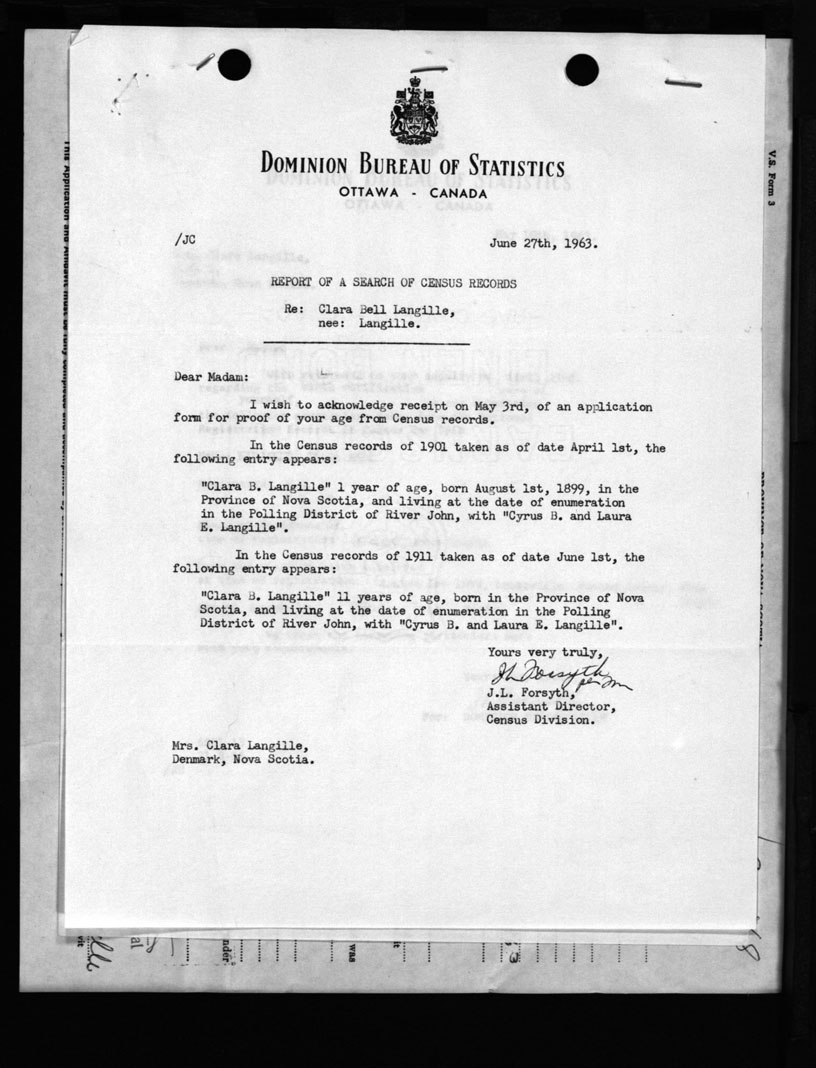 DOMINION BUREAU OF STATISTICS
OTTAWA - CANADA
V.S. Form 3
/JC
June 27th, 1963.
REPORT OF A SEARCH OF CENSUS RECORDS
Re: Clara Bell Langille,
nee: Langille.
Dear Madam:
I wish to acknowledge receipt on May 3rd, of an application
form for proof of your age from Census records.
In the Census records of 1901 taken as of date April 1st, the
following entry appears:
"Clara B. Langille" 1 year of age, born August 1st, 1899, in the
Province of Nova Scotia, and living at the date of enumeration
in the Polling District of River John, with "Cyrus B. and Laura
E. Langille".
In the Census records of 1911 taken as of date June 1st, the
following entry appears:
"Clara B. Langille" 11 years of age, born in the Province of Nova
Scotia, and living at the date of enumeration in the Polling
District of River John, with "Cyrus B. and Laura E. Langille".
Yours very truly,
J.L. Forsyth,
Assistant Director,
Census Division.
Mrs. Clara Langille,
Denmark, Nova Scotia.
was